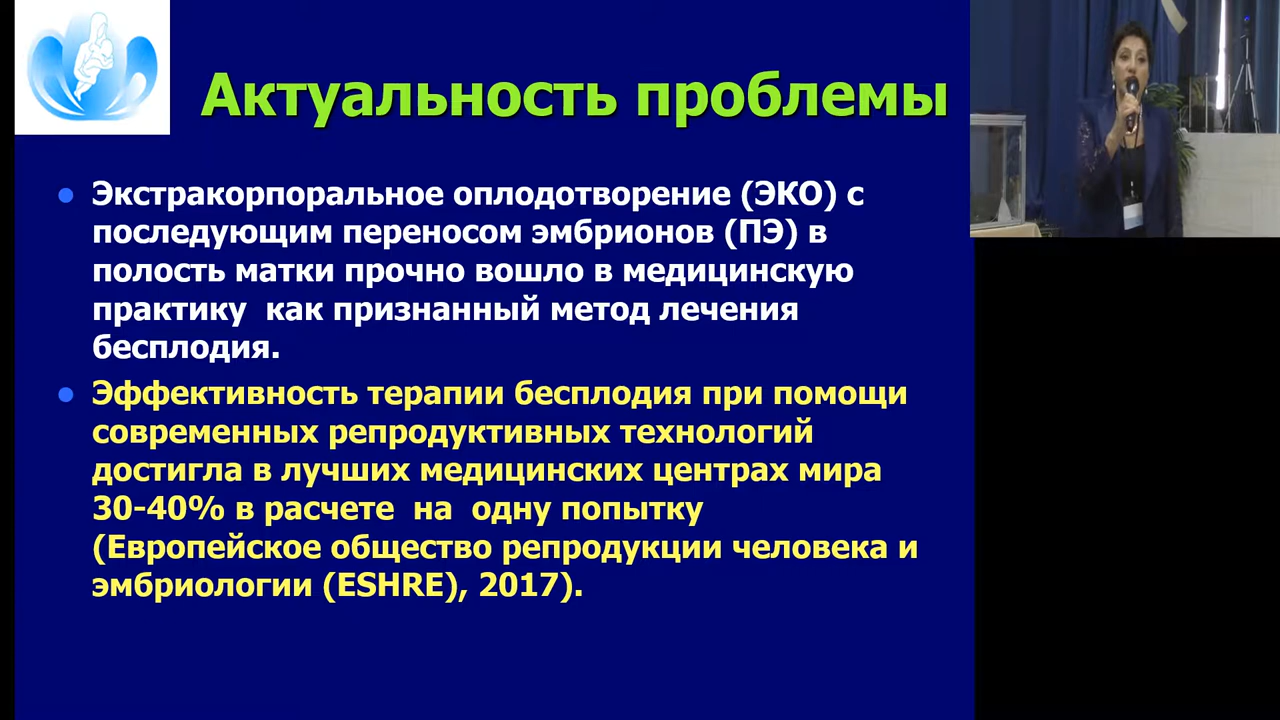 Актуальность проблемы
Экстракорпоральное оплодотворение (ЭКО) с
последующим переносом эмбрионов (ПЭ) в
полость матки прочно вошло в медицинскую
практику как признанный метод лечения
бесплодия.
Эффективность терапии бесплодия при помощи
современных репродуктивных технологий
достигла в лучших медицинских центрах мира
30-40% в расчете на одну попытку
(Европейское общество репродукции человека и
эмбриологии (ESHRE), 2017).